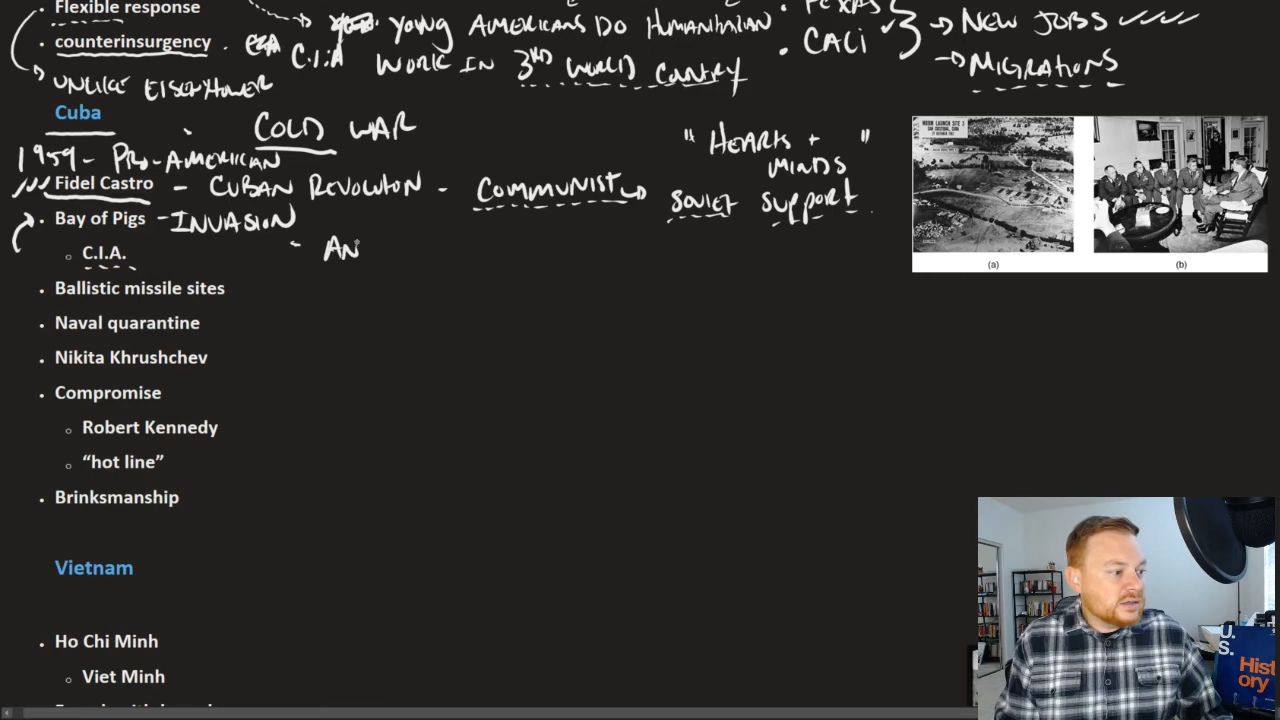 Flexible response
YOUNG AMERICANS DO HUMANITARIAN
• TEXAS
→ NEW JOBS
• counterinsurgency • C.I.A
WORK IN 3RD WORLD COUNTRY
• CALI
→ MIGRATIONS
UNLIKE EISENHOWER
Cuba
COLD WAR
"HEARTS + MINDS"
1959 - PRO-AMERICAN
Fidel Castro - CUBAN REVOLUTION - COMMUNIST → SOVIET SUPPORT
• Bay of Pigs - INVASION
○ C.I.A.
- AN
• Ballistic missile sites
• Naval quarantine
• Nikita Khrushchev
• Compromise
○ Robert Kennedy
○ “hot line”
• Brinksmanship
(a)
(b)
Vietnam
• Ho Chi Minh
○ Viet Minh
U.
S.
Hist
ory